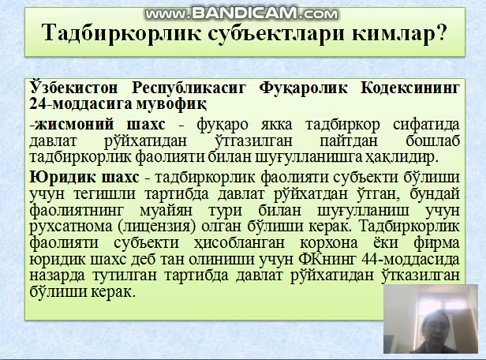 WWW.BANDICAM.COM
Тадбиркорлик субъектлари кимлар?
Ўзбекистон Республикасиг Фуқаролик Кодексининг
24-моддасига мувофиқ
-жисмоний шахс - фуқаро якка тадбиркор сифатида
давлат рўйхатидан ўтгазилган пайтдан бошлаб
тадбиркорлик фаолияти билан шуғулланишга ҳақлидир.
Юридик шахс - тадбиркорлик фаолияти субъекти бўлиши
учун тегишли тартибда давлат рўйхатдан ўтган, бундай
фаолиятнинг муайян тури билан шуғулланиш учун
рухсатнома (лицензия) олган бўлиши керак. Тадбиркорлик
фаолияти субъекти ҳисобланган корхона ёки фирма
юридик шахс деб тан олиниши учун ФКнинг 44-моддасида
назарда тутилган тартибда давлат рўйхатидан ўтказилган
бўлиши керак.